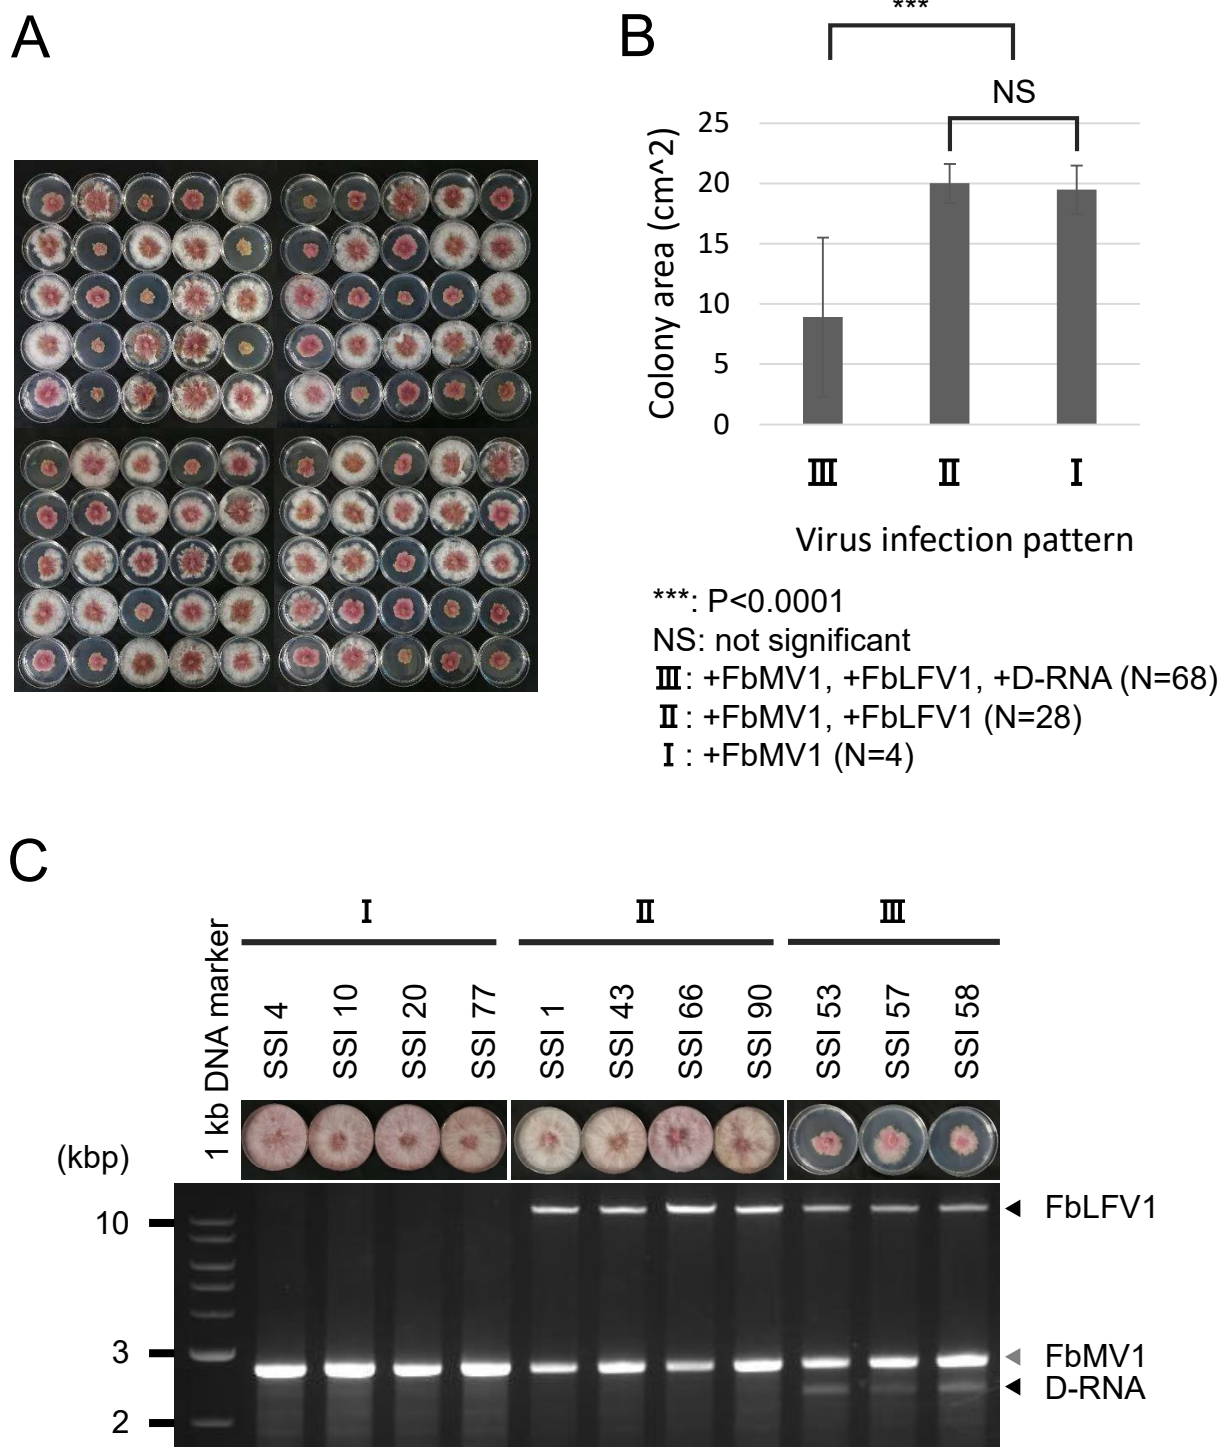 A
B
***
NS
25
20
15
10
5
0
Colony area (cm^2)
Ⅲ
Ⅱ
Ⅰ
Virus infection pattern
***: P<0.0001
NS: not significant
Ⅲ: +FbMV1, +FbLFV1, +D-RNA (N=68)
Ⅱ: +FbMV1, +FbLFV1 (N=28)
Ⅰ: +FbMV1 (N=4)
C
Ⅰ
Ⅱ
Ⅲ
1 kb DNA marker
SSI 4
SSI 10
SSI 20
SSI 77
SSI 1
SSI 43
SSI 66
SSI 90
SSI 53
SSI 57
SSI 58
(kbp)
10
3
2
FbLFV1
FbMV1
D-RNA